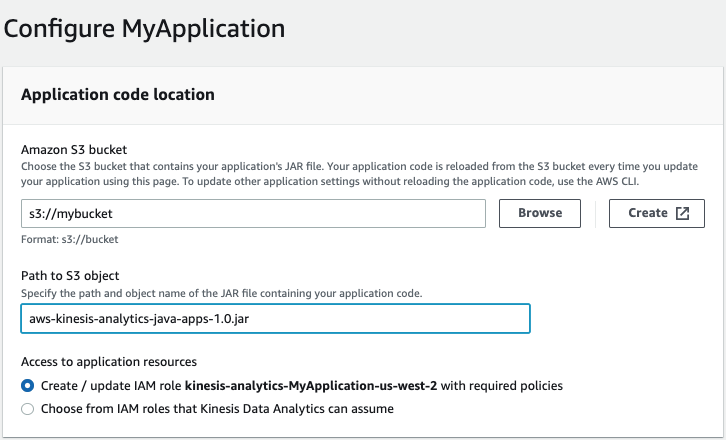 Configure MyApplication
Application code location
Amazon S3 bucket
Choose the S3 bucket that contains your application's JAR file. Your application code is reloaded from the S3 bucket every time you update
your application using this page. To update other application settings without reloading the application code, use the AWS CLI.
s3://mybucket
Browse
Create
Format: s3://bucket
Path to S3 object
Specify the path and object name of the JAR file containing your application code.
aws-kinesis-analytics-java-apps-1.0.jar
Access to application resources
Create / update IAM role kinesis-analytics-MyApplication-us-west-2 with required policies
Choose from IAM roles that Kinesis Data Analytics can assume